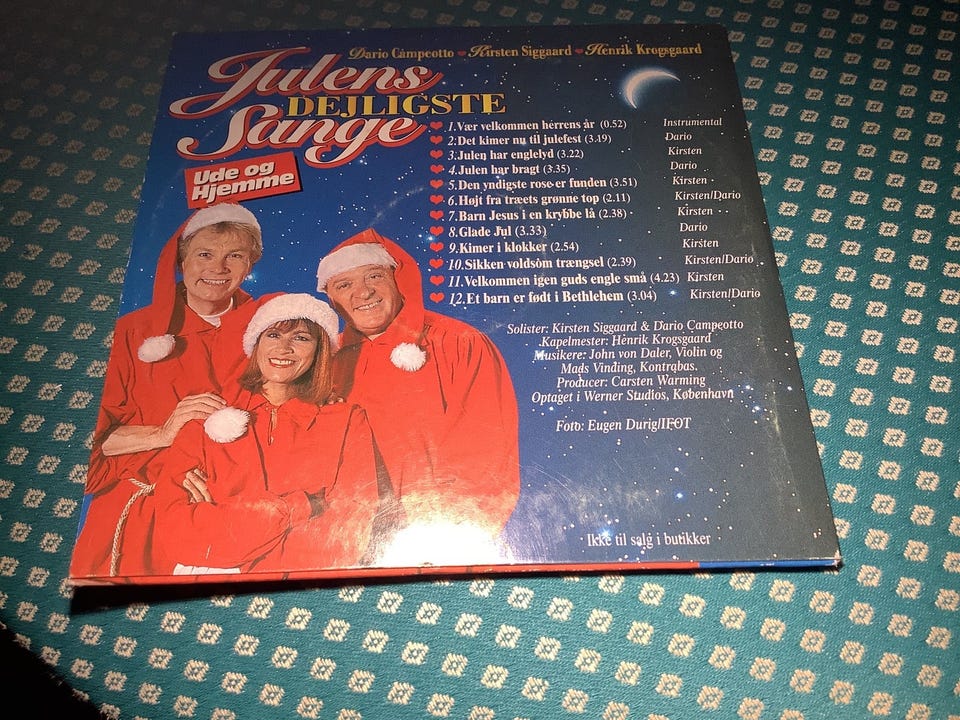 Dario Campeotto ❤ Kirsten Siggaard ❤ Henrik Krogsgaard
Julens
DEJLIGSTE
Sange
Ude og
Hjemme
1.Vær velkommen herrens år (0.52) Instrumental
2.Det kimer nu til julefest (3.19) Dario
3.Julen har englelyd (3.22) Kirsten
4.Julen har bragt (3.35) Dario
5.Den yndigste rose er funden (3.51) Kirsten
6.Højt fra træets grønne top (2.11) Kirsten/Dario
7.Barn Jesus i en krybbe lå (2.38) Kirsten
8.Glade Jul (3.33) Dario
9.Kimer i klokker (2.54) Kirsten
10.Sikken voldsom trængsel (2.39) Kirsten/Dario
11.Velkommen igen guds engle små (4.23) Kirsten
12.Et barn er født i Bethlehem (3.04) Kirsten/Dario
Solister: Kirsten Siggaard & Dario Campeotto
Kapelmester: Henrik Krogsgaard
Musikere: John von Daler, Violin og
Mads Vinding, Kontrabas.
Producer: Carsten Warming
Optaget i Werner Studios, København
Foto: Eugen Durig/IFOT
Ikke til salg i butikker